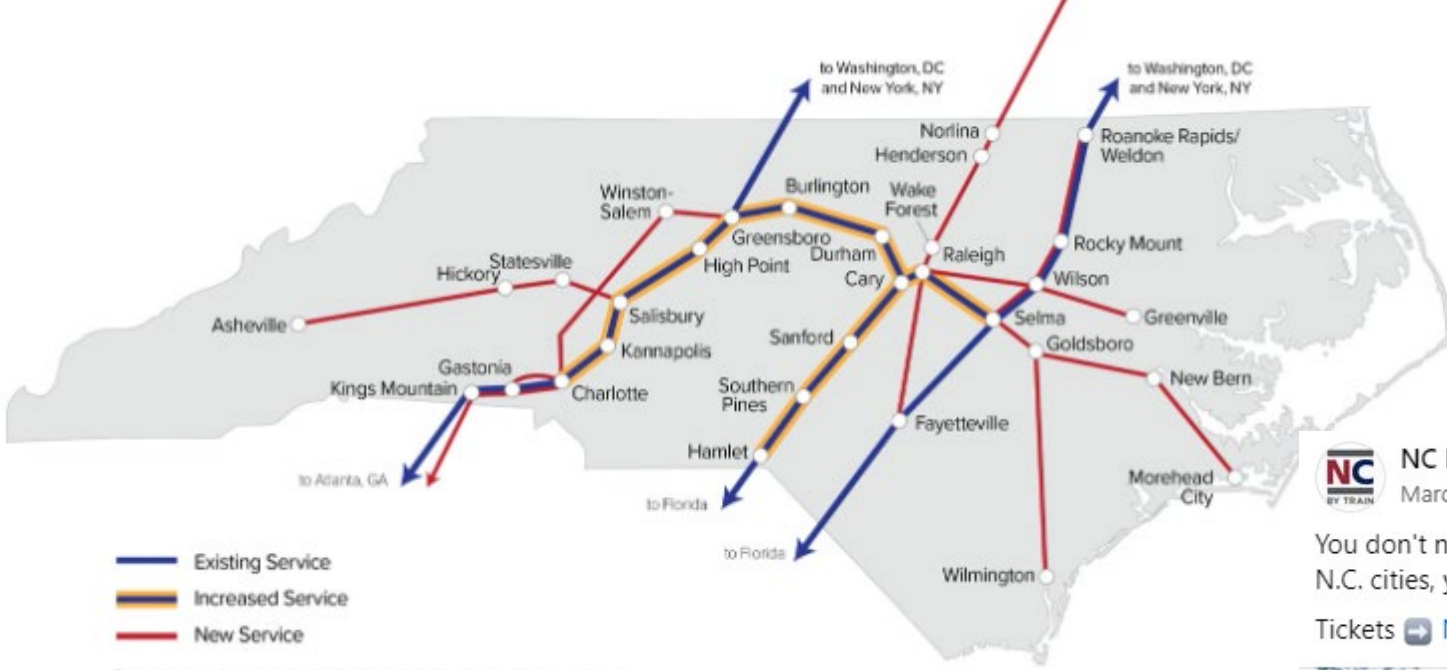 to Washington, DC
and New York, NY
to Washington, DC
and New York, NY
Norlina
Henderson
Roanoke Rapids/
Weldon
Winston-
Salem
Burlington
Wake
Forest
Greensboro
Durham
Raleigh
Rocky Mount
High Point
Cary
Wilson
Statesville
Hickory
Asheville
Salisbury
Sanford
Selma
Greenville
Goldsboro
Kannapolis
Gastonia
Kings Mountain
Charlotte
Southern
Pines
New Bern
Fayetteville
Hamlet
to Atlanta, GA
to Florida
to Florida
Morehead
City
Wilmington
Existing Service
Increased Service
New Service
NC
BY TRAIN
NC
Marc
You don't
N.C. cities,
Tickets